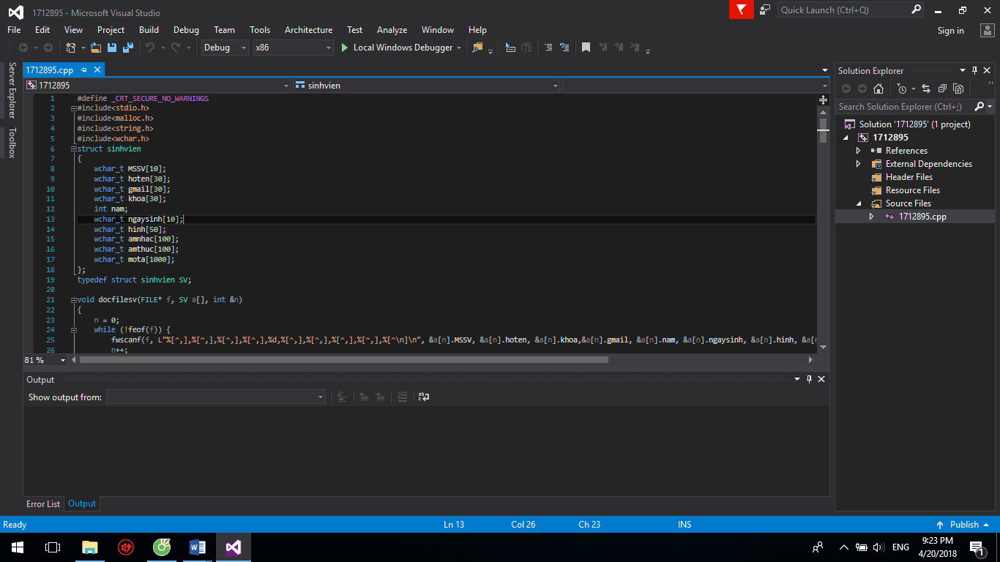 1712895 - Microsoft Visual Studio
Quick Launch (Ctrl+Q)
File Edit View Project Build Debug Team Tools Architecture Test Analyze Window Help
Sign in
Debug x86 Local Windows Debugger
Server Explorer
Toolbox
1712895.cpp
1712895 sinhvien
1 #define _CRT_SECURE_NO_WARNINGS
2 #include<stdio.h>
3 #include<malloc.h>
4 #include<string.h>
5 #include<wchar.h>
6 struct sinhvien
7 {
8 wchar_t MSSV[10];
9 wchar_t hoten[30];
10 wchar_t gmail[30];
11 wchar_t khoa[30];
12 int nam;
13 wchar_t ngaysinh[10];
14 wchar_t hinh[50];
15 wchar_t amnhac[100];
16 wchar_t amthuc[100];
17 wchar_t mota[1000];
18 };
19 typedef struct sinhvien SV;
20
21 void docfilesv(FILE* f, SV a[], int &n)
22 {
23 n = 0;
24 while (!feof(f)) {
25 fwscanf(f, L"%[^,],%[^,],%[^,],%[^,],%d,%[^,],%[^,],%[^,],%[^,],%[^\n]\n", &a[n].MSSV, &a[n].hoten, &a[n].khoa,&a[n].gmail, &a[n].nam, &a[n].ngaysinh, &a[n].hinh, &a[n
26 n++;
81 %
Output
Show output from:
Error List Output
Solution Explorer
Search Solution Explorer (Ctrl+;)
Solution '1712895' (1 project)
1712895
References
External Dependencies
Header Files
Resource Files
Source Files
1712895.cpp
Ready Ln 13 Col 26 Ch 23 INS Publish
ENG
9:23 PM
4/20/2018
1